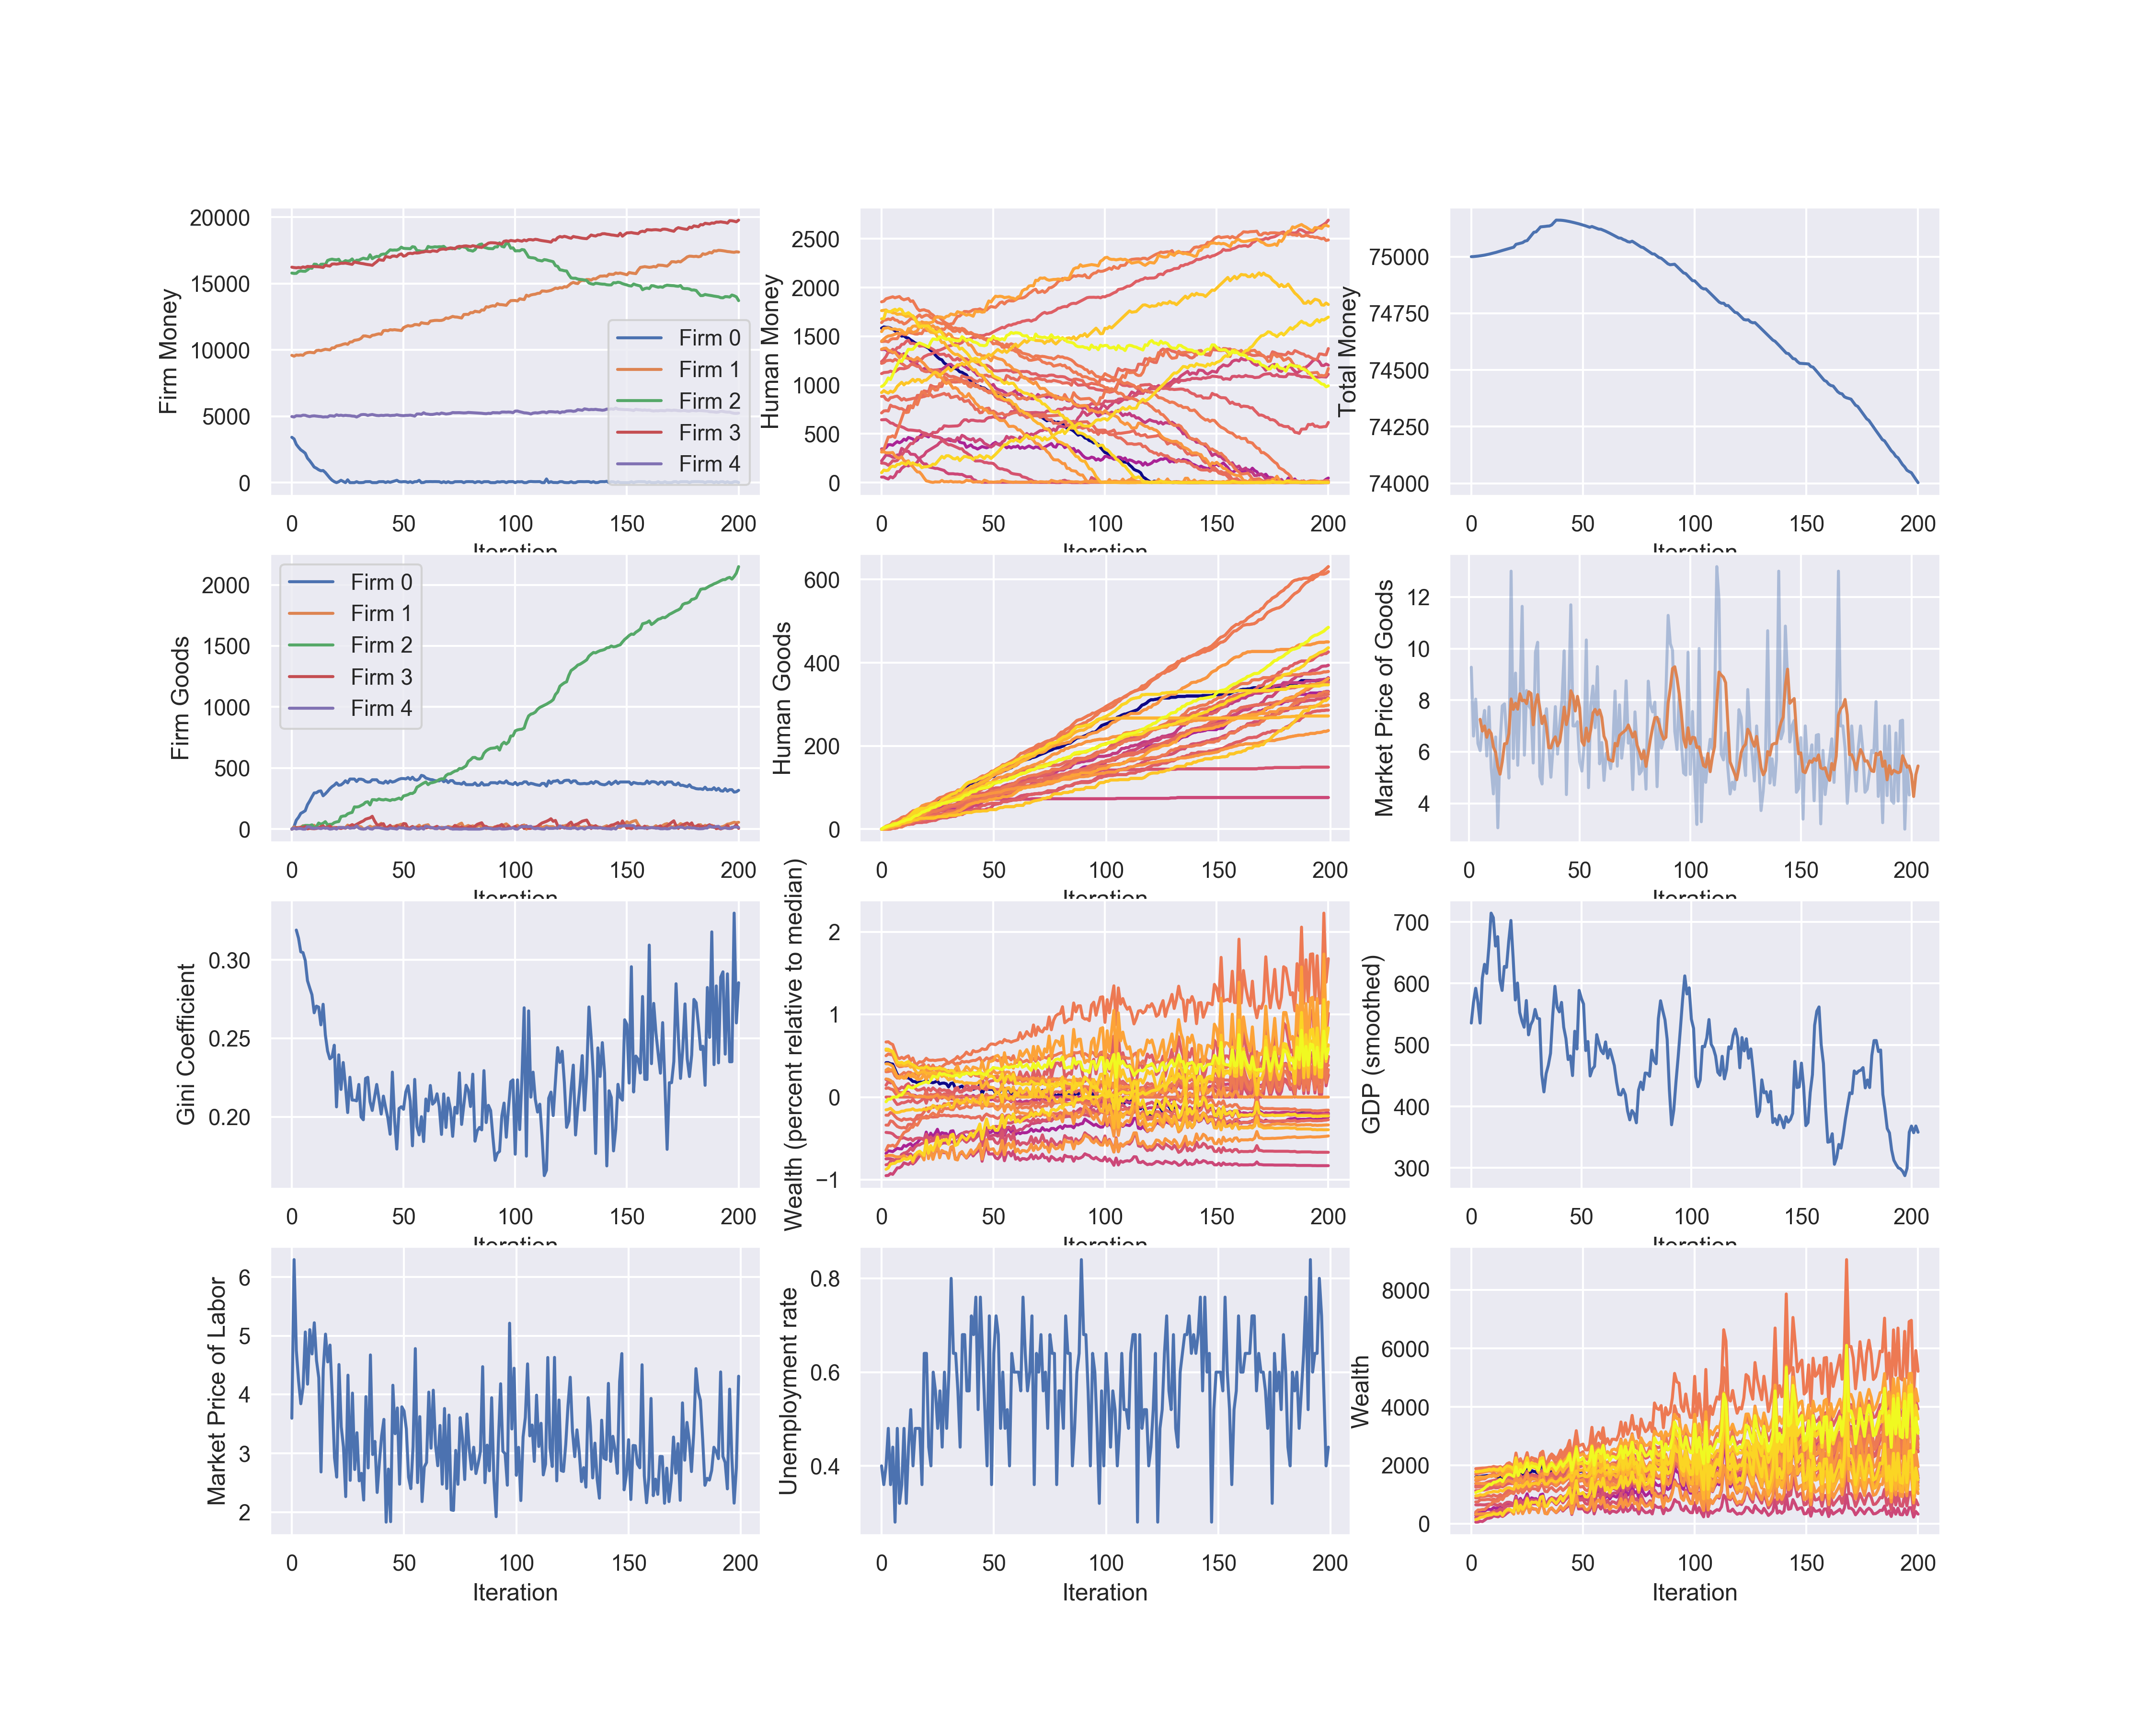 Firm Money
20000
15000
10000
5000
0
Firm 0
Firm 1
Firm 2
Firm 3
Firm 4
0 50 100 150 200
Iteration
Human Money
2500
2000
1500
1000
500
0
0 50 100 150 200
Iteration
Total Money
75000
74750
74500
74250
74000
0 50 100 150 200
Iteration
Firm Goods
2000
1500
1000
500
0
Firm 0
Firm 1
Firm 2
Firm 3
Firm 4
0 50 100 150 200
Iteration
Human Goods
600
400
200
0
0 50 100 150 200
Iteration
Market Price of Goods
12
10
8
6
4
0 50 100 150 200
Iteration
Gini Coefficient
0.30
0.25
0.20
0 50 100 150 200
Iteration
Wealth (percent relative to median)
2
1
0
−1
0 50 100 150 200
Iteration
GDP (smoothed)
700
600
500
400
300
0 50 100 150 200
Iteration
Market Price of Labor
6
5
4
3
2
0 50 100 150 200
Iteration
Unemployment rate
0.8
0.6
0.4
0 50 100 150 200
Iteration
Wealth
8000
6000
4000
2000
0
0 50 100 150 200
Iteration